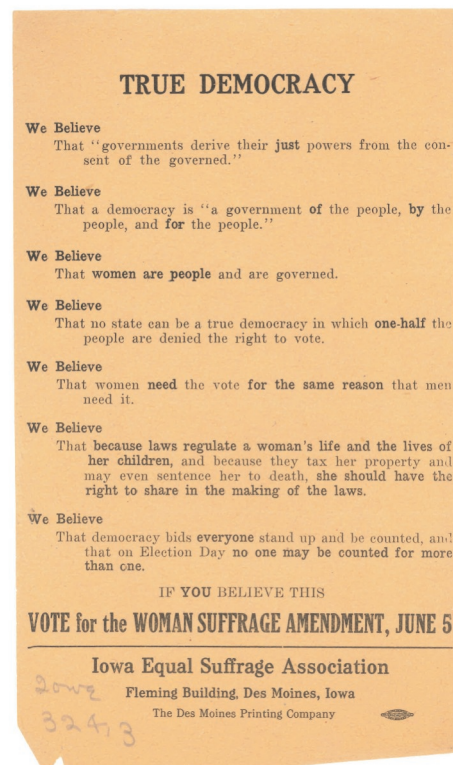 TRUE DEMOCRACY
We Believe
That "governments derive their just powers from the con-
sent of the governed."
We Believe
That a democracy is "a government of the people, by the
people, and for the people."
We Believe
That women are people and are governed.
We Believe
That no state can be a true democracy in which one-half the
people are denied the right to vote.
We Believe
That women need the vote for the same reason that men
need it.
We Believe
That because laws regulate a woman's life and the lives of
her children, and because they tax her property and
may even sentence her to death, she should have the
right to share in the making of the laws.
We Believe
That democracy bids everyone stand up and be counted, and
that on Election Day no one may be counted for more
than one.
IF YOU BELIEVE THIS
VOTE for the WOMAN SUFFRAGE AMENDMENT, JUNE 5
Iowa Equal Suffrage Association
Fleming Building, Des Moines, Iowa
The Des Moines Printing Company
Iowa
324.3